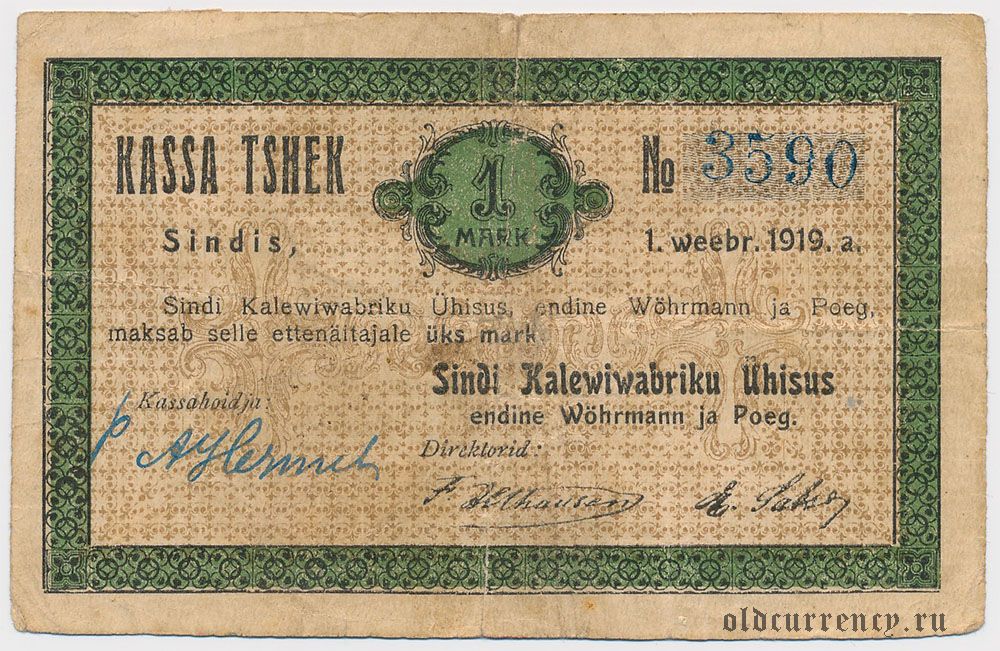 KASSA TSHEK
1
MARK
№ 3590
Sindis,
1. weebr. 1919. a.
Sindi Kalewiwabriku Ühisus, endine Wöhrmann ja Poeg,
maksab selle ettenäitajale üks mark
Sindi Kalewiwabriku Ühisus
endine Wöhrmann ja Poeg.
Kassahoidja:
Direktorid:
oldcurrency.ru